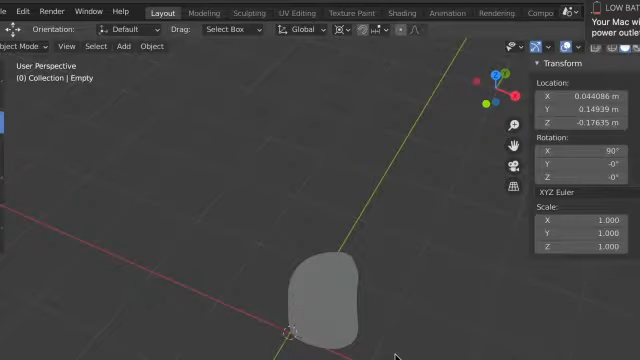 Edit Render Window Help
Layout Modeling Sculpting UV Editing Texture Paint Shading Animation Rendering
LOW BAT
Your Mac wi
power outlet
Orientation: Default Drag: Select Box Global
bject Mode View Select Add Object
User Perspective
(0) Collection | Empty
Z
Y
X
Transform
Location:
X 0.044086 m
Y 0.14939 m
Z -0.17635 m
Rotation:
X 90°
Y -0°
Z -0°
XYZ Euler
Scale:
X 1.000
Y 1.000
Z 1.000